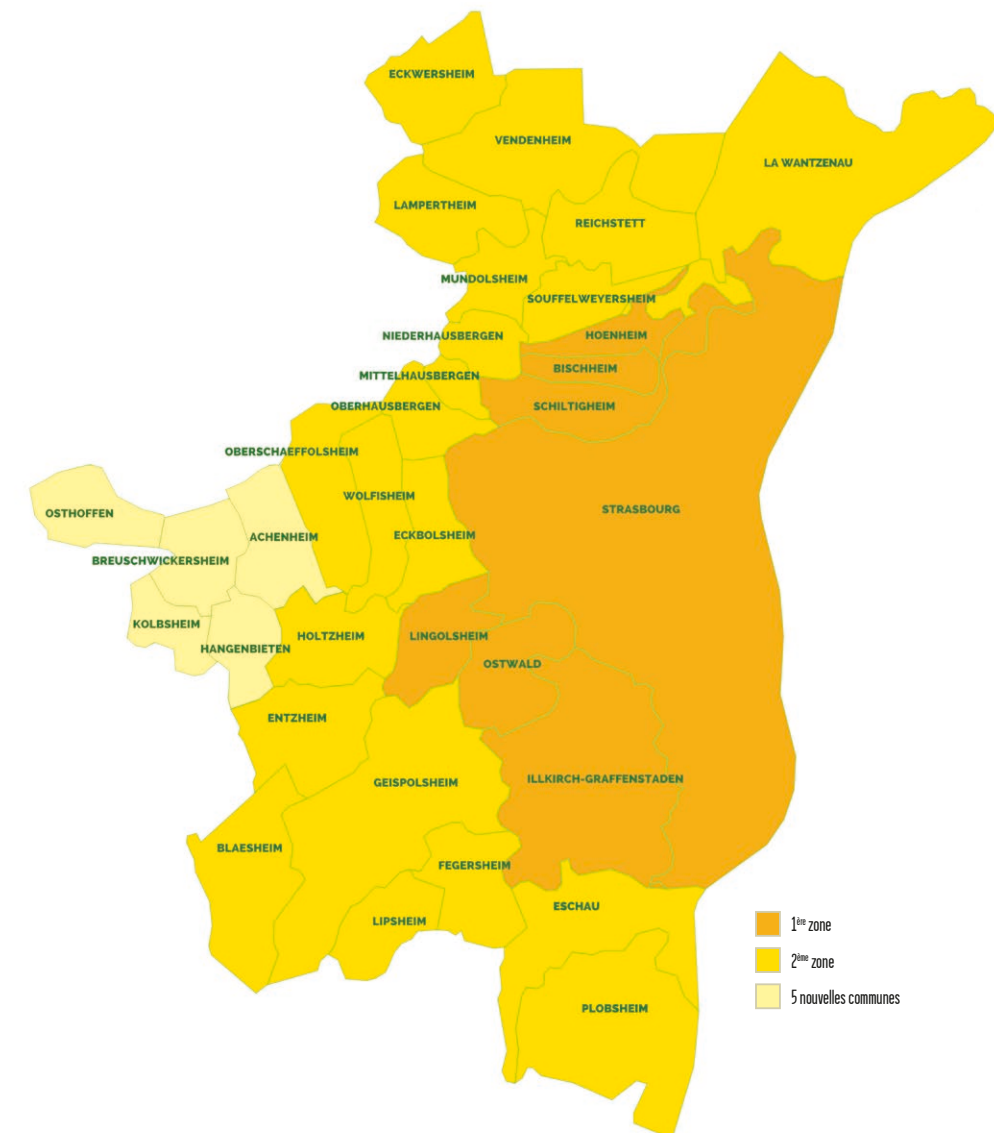 ECKWERSHEIM
VENDENHEIM
LA WANTZENAU
LAMPERTHEIM
REICHSTETT
MUNDOLSHEIM
SOUFFELWEYERSHEIM
NIEDERHAUSBERGEN
HOENHEIM
BISCHHEIM
MITTELHAUSBERGEN
OBERHAUSBERGEN
SCHILTIGHEIM
OBERSCHAEFFOLSHEIM
WOLFISHEIM
STRASBOURG
OSTHOFFEN
ACHENHEIM
ECKBOLSHEIM
BREUSCHWICKERSHEIM
KOLBSHEIM
HOLTZHEIM
LINGOLSHEIM
HANGENBIETEN
OSTWALD
ENTZHEIM
GEISPOLSHEIM
ILLKIRCH-GRAFFENSTADEN
BLAESHEIM
FEGERSHEIM
ESCHAU
LIPSHEIM
PLOBSHEIM
1ère zone
2ème zone
5 nouvelles communes